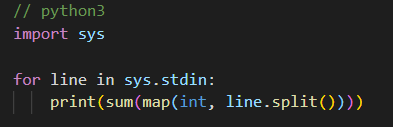 // python3
import sys

for line in sys.stdin:
    print(sum(map(int, line.split())))